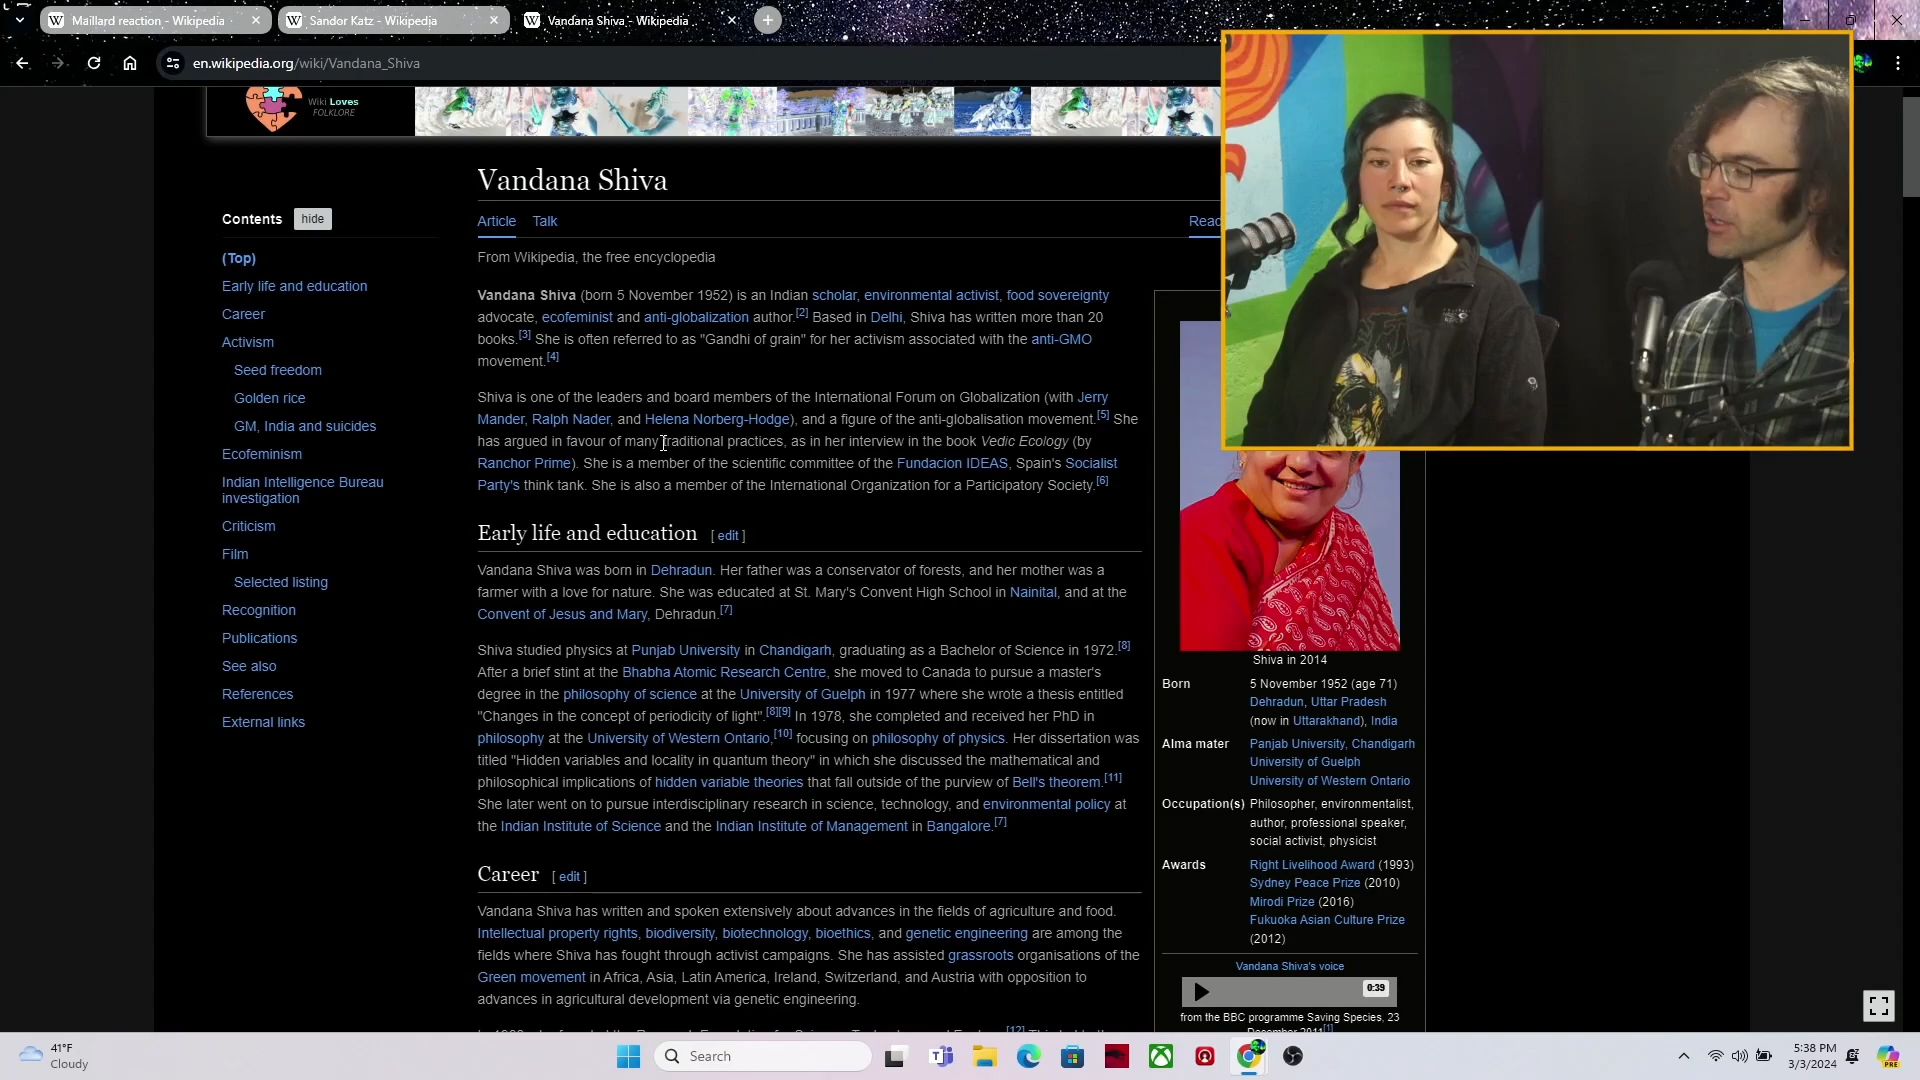 Maillard reaction - Wikipedia
Sandor Katz - Wikipedia
Vandana Shiva - Wikipedia
en.wikipedia.org/wiki/Vandana_Shiva
Wiki Loves
FOLKLORE
Vandana Shiva
Contents hide
(Top)
Early life and education
Career
Activism
Seed freedom
Golden rice
GM, India and suicides
Ecofeminism
Indian Intelligence Bureau
investigation
Criticism
Film
Selected listing
Recognition
Publications
See also
References
External links
Article Talk
Read
From Wikipedia, the free encyclopedia
Vandana Shiva (born 5 November 1952) is an Indian scholar, environmental activist, food sovereignty
advocate, ecofeminist and anti-globalization author.[2] Based in Delhi, Shiva has written more than 20
books.[3] She is often referred to as "Gandhi of grain" for her activism associated with the anti-GMO
movement.[4]
Shiva is one of the leaders and board members of the International Forum on Globalization (with Jerry
Mander, Ralph Nader, and Helena Norberg-Hodge), and a figure of the anti-globalisation movement.[5] She
has argued in favour of many traditional practices, as in her interview in the book Vedic Ecology (by
Ranchor Prime). She is a member of the scientific committee of the Fundacion IDEAS, Spain's Socialist
Party's think tank. She is also a member of the International Organization for a Participatory Society.[6]
Early life and education [ edit ]
Vandana Shiva was born in Dehradun. Her father was a conservator of forests, and her mother was a
farmer with a love for nature. She was educated at St. Mary's Convent High School in Nainital, and at the
Convent of Jesus and Mary, Dehradun.[7]
Shiva studied physics at Punjab University in Chandigarh, graduating as a Bachelor of Science in 1972.[8]
After a brief stint at the Bhabha Atomic Research Centre, she moved to Canada to pursue a master's
degree in the philosophy of science at the University of Guelph in 1977 where she wrote a thesis entitled
"Changes in the concept of periodicity of light".[8][9] In 1978, she completed and received her PhD in
philosophy at the University of Western Ontario,[10] focusing on philosophy of physics. Her dissertation was
titled "Hidden variables and locality in quantum theory" in which she discussed the mathematical and
philosophical implications of hidden variable theories that fall outside of the purview of Bell's theorem.[11]
She later went on to pursue interdisciplinary research in science, technology, and environmental policy at
the Indian Institute of Science and the Indian Institute of Management in Bangalore.[7]
Career [ edit ]
Vandana Shiva has written and spoken extensively about advances in the fields of agriculture and food.
Intellectual property rights, biodiversity, biotechnology, bioethics, and genetic engineering are among the
fields where Shiva has fought through activist campaigns. She has assisted grassroots organisations of the
Green movement in Africa, Asia, Latin America, Ireland, Switzerland, and Austria with opposition to
advances in agricultural development via genetic engineering.
Shiva in 2014
Born 5 November 1952 (age 71)
Dehradun, Uttar Pradesh
(now in Uttarakhand), India
Alma mater Panjab University, Chandigarh
University of Guelph
University of Western Ontario
Occupation(s) Philosopher, environmentalist,
author, professional speaker,
social activist, physicist
Awards Right Livelihood Award (1993)
Sydney Peace Prize (2010)
Mirodi Prize (2016)
Fukuoka Asian Culture Prize
(2012)
Vandana Shiva's voice
0:39
from the BBC programme Saving Species, 23
December 2011[1]
41°F
Cloudy
Search
5:38 PM
3/3/2024
PRE